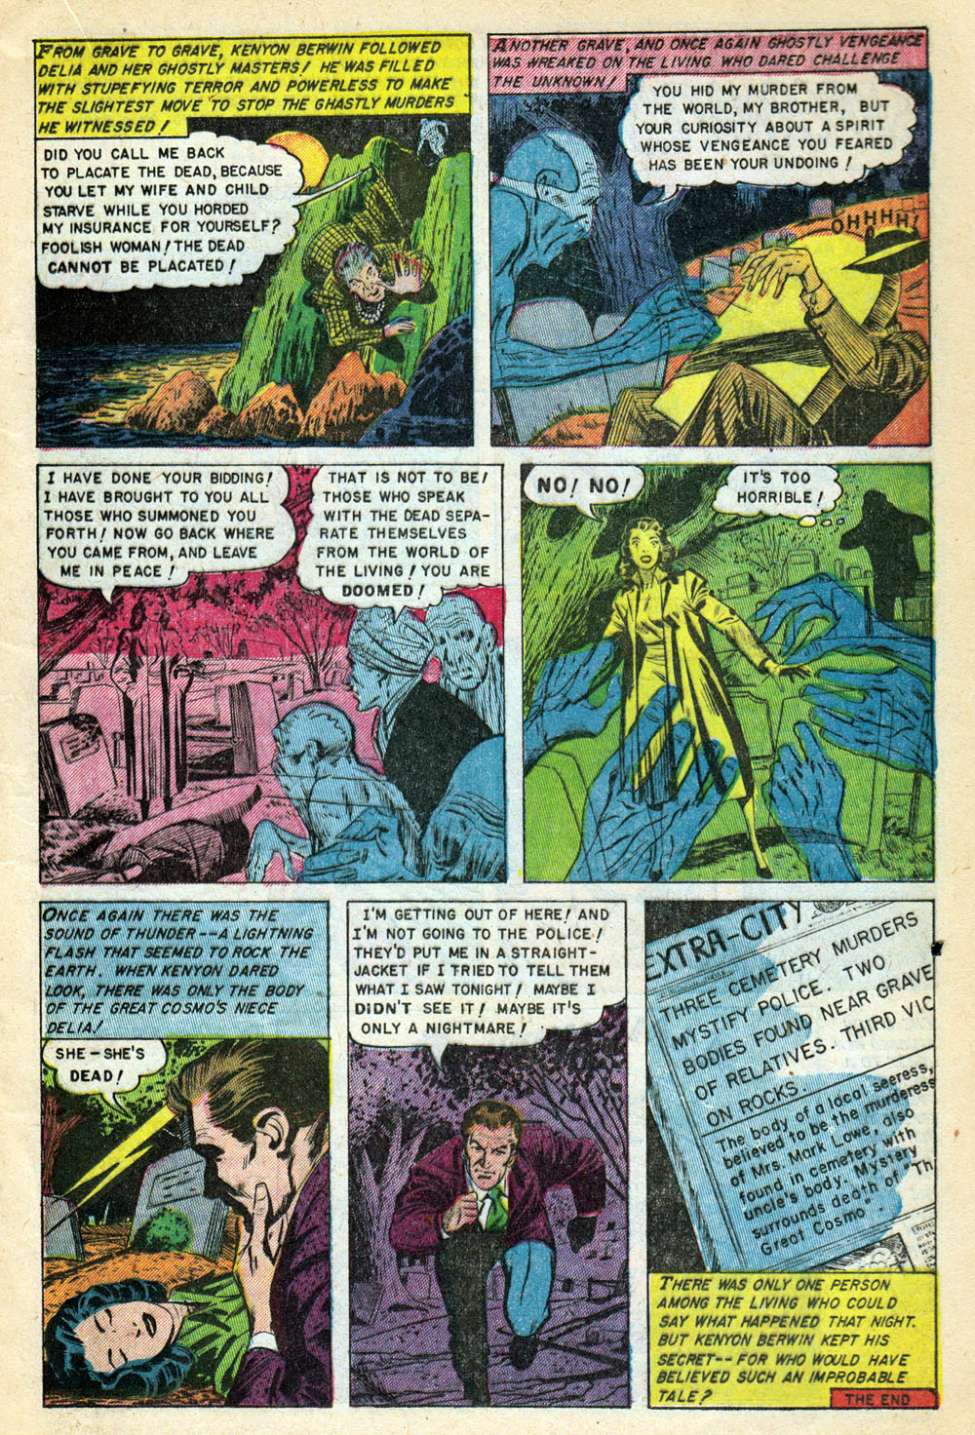 FROM GRAVE TO GRAVE, KENYON BERWIN FOLLOWED
DELIA AND HER GHOSTLY MASTERS! HE WAS FILLED
WITH STUPEFYING TERROR AND POWERLESS TO MAKE
THE SLIGHTEST MOVE TO STOP THE GHASTLY MURDERS
HE WITNESSED!
DID YOU CALL ME BACK
TO PLACATE THE DEAD, BECAUSE
YOU LET MY WIFE AND CHILD
STARVE WHILE YOU HORDED
MY INSURANCE FOR YOURSELF?
FOOLISH WOMAN! THE DEAD
CANNOT BE PLACATED!
ANOTHER GRAVE, AND ONCE AGAIN GHOSTLY VENGEANCE
WAS WREAKED ON THE LIVING WHO DARED CHALLENGE
THE UNKNOWN!
YOU HID MY MURDER FROM
THE WORLD, MY BROTHER, BUT
YOUR CURIOSITY ABOUT A SPIRIT
WHOSE VENGEANCE YOU FEARED
HAS BEEN YOUR UNDOING!
OHHHH!
I HAVE DONE YOUR BIDDING!
I HAVE BROUGHT TO YOU ALL
THOSE WHO SUMMONED YOU
FORTH! NOW GO BACK WHERE
YOU CAME FROM, AND LEAVE
ME IN PEACE!
THAT IS NOT TO BE!
THOSE WHO SPEAK
WITH THE DEAD SEPA-
RATE THEMSELVES
FROM THE WORLD OF
THE LIVING! YOU ARE
DOOMED!
NO! NO!
IT'S TOO
HORRIBLE!
ONCE AGAIN THERE WAS THE
SOUND OF THUNDER--A LIGHTNING
FLASH THAT SEEMED TO ROCK THE
EARTH. WHEN KENYON DARED
LOOK, THERE WAS ONLY THE BODY
OF THE GREAT COSMO'S NIECE
DELIA!
SHE-SHE'S
DEAD!
I'M GETTING OUT OF HERE! AND
I'M NOT GOING TO THE POLICE!
THEY'D PUT ME IN A STRAIGHT-
JACKET IF I TRIED TO TELL THEM
WHAT I SAW TONIGHT! MAYBE I
DIDN'T SEE IT! MAYBE IT'S
ONLY A NIGHTMARE!
EXTRA-CITY
THREE CEMETERY MURDERS
MYSTIFY POLICE. TWO
BODIES FOUND NEAR GRAVE
OF RELATIVES. THIRD VIC
ON ROCKS.
The body of a local seeress,
believed to be the murderess
of Mrs. Mark Lowe, also
found in cemetery with
uncle's body. Mystery
surrounds death of "Th
Great Cosmo".
THERE WAS ONLY ONE PERSON
AMONG THE LIVING WHO COULD
SAY WHAT HAPPENED THAT NIGHT.
BUT KENYON BERWIN KEPT HIS
SECRET--FOR WHO WOULD HAVE
BELIEVED SUCH AN IMPROBABLE
TALE?
THE END